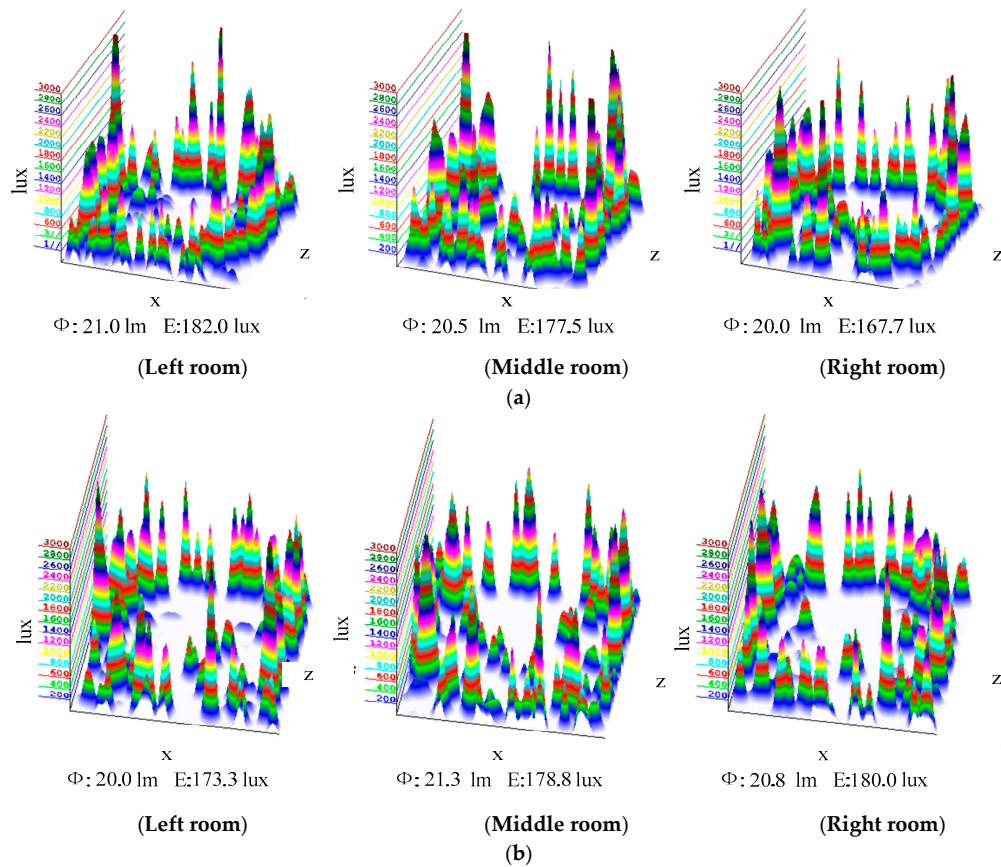 3000
2800
2600
2400
2200
2000
1800
1600
1400
1200
1000
800
600
lux
z
x
Φ: 21.0 lm E:182.0 lux
(Left room)
3000
2800
2600
2400
2200
2000
1800
1600
1400
1200
1000
800
600
400
200
lux
z
x
Φ: 20.5 lm E:177.5 lux
(Middle room)
3000
2800
2600
2400
2200
2000
1800
1600
1400
1200
1000
800
600
lux
z
x
Φ: 20.0 lm E:167.7 lux
(Right room)
(a)
3000
2800
2600
2400
2200
2000
1800
1600
1400
1200
1000
800
600
400
200
lux
z
x
Φ: 20.0 lm E:173.3 lux
(Left room)
3000
2800
2600
2400
2200
2000
1800
1600
1400
1200
1000
800
600
400
200
lux
z
x
Φ: 21.3 lm E:178.8 lux
(Middle room)
3000
2800
2600
2400
2200
2000
1800
1600
1400
1200
1000
800
600
400
200
lux
z
x
Φ: 20.8 lm E:180.0 lux
(Right room)
(b)